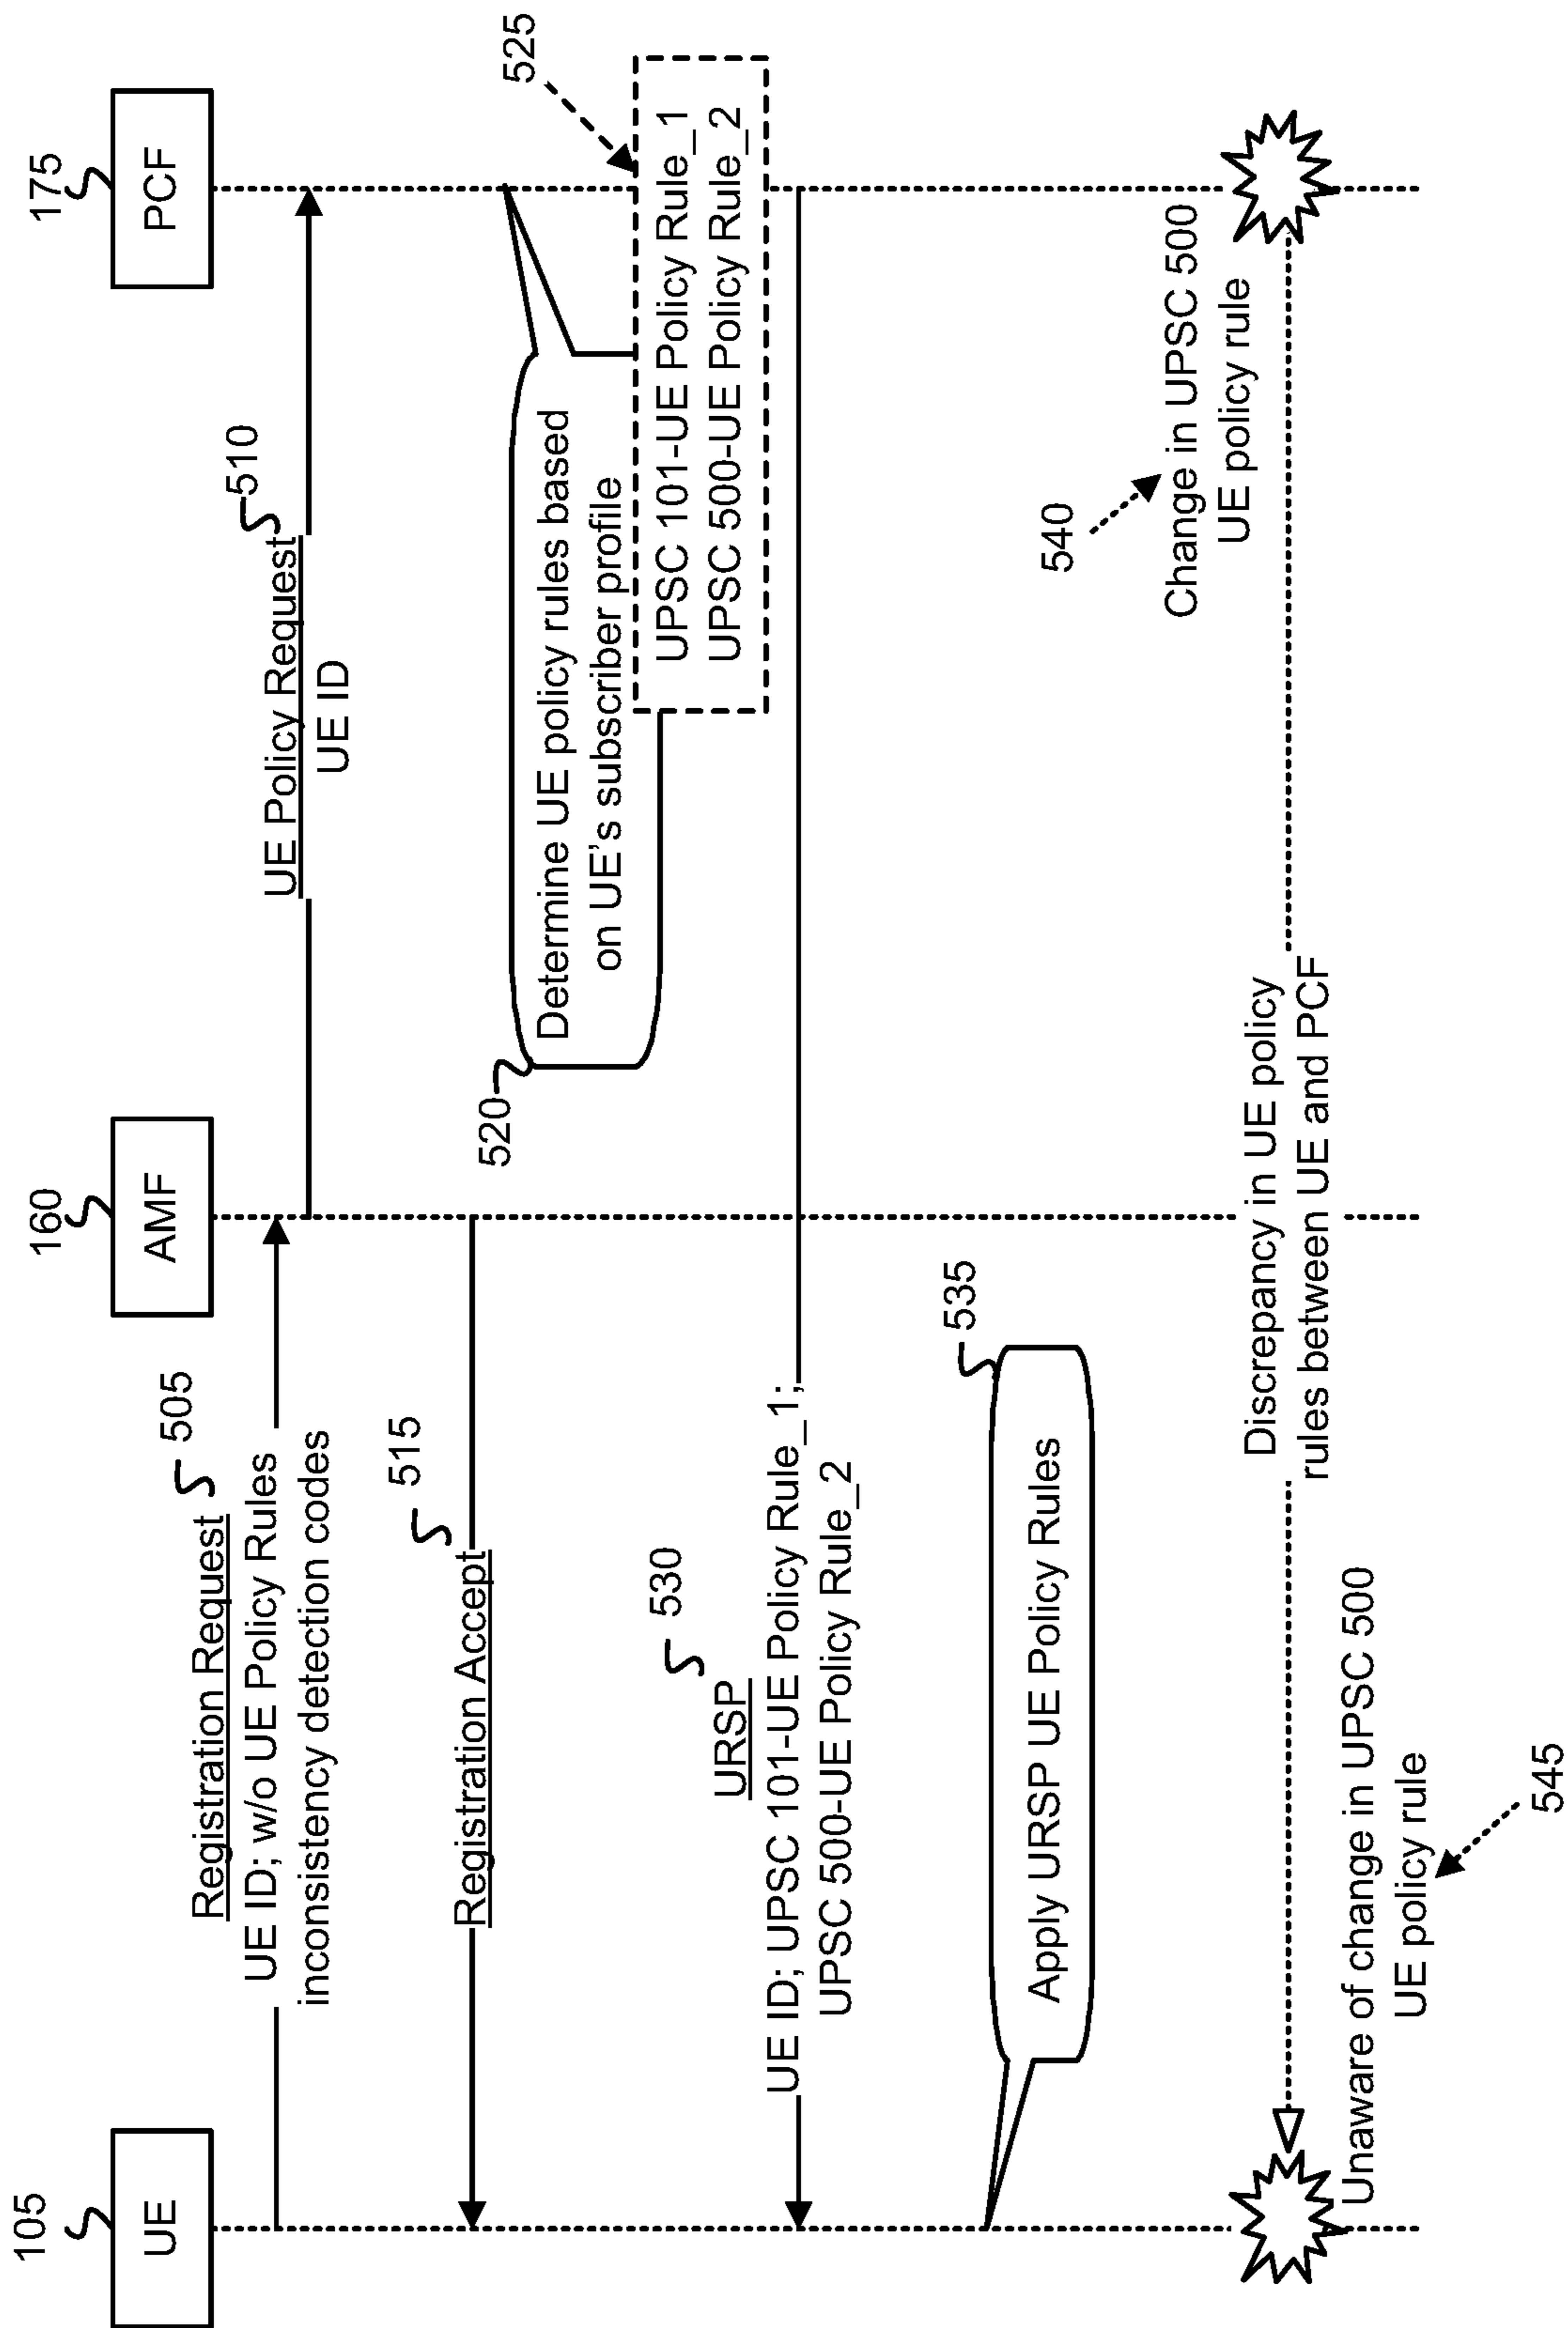 105
160
175
UE
AMF
PCF
Registration Request
505
UE ID; w/o UE Policy Rules
inconsistency detection codes
UE Policy Request
510
UE ID
515
Registration Accept
520
Determine UE policy rules based
on UE's subscriber profile
525
UPSC 101-UE Policy Rule_1
UPSC 500-UE Policy Rule_2
530
URSP
UE ID; UPSC 101-UE Policy Rule_1;
UPSC 500-UE Policy Rule_2
535
Apply URSP UE Policy Rules
540
Change in UPSC 500
UE policy rule
Discrepancy in UE policy
rules between UE and PCF
Unaware of change in UPSC 500
UE policy rule
545